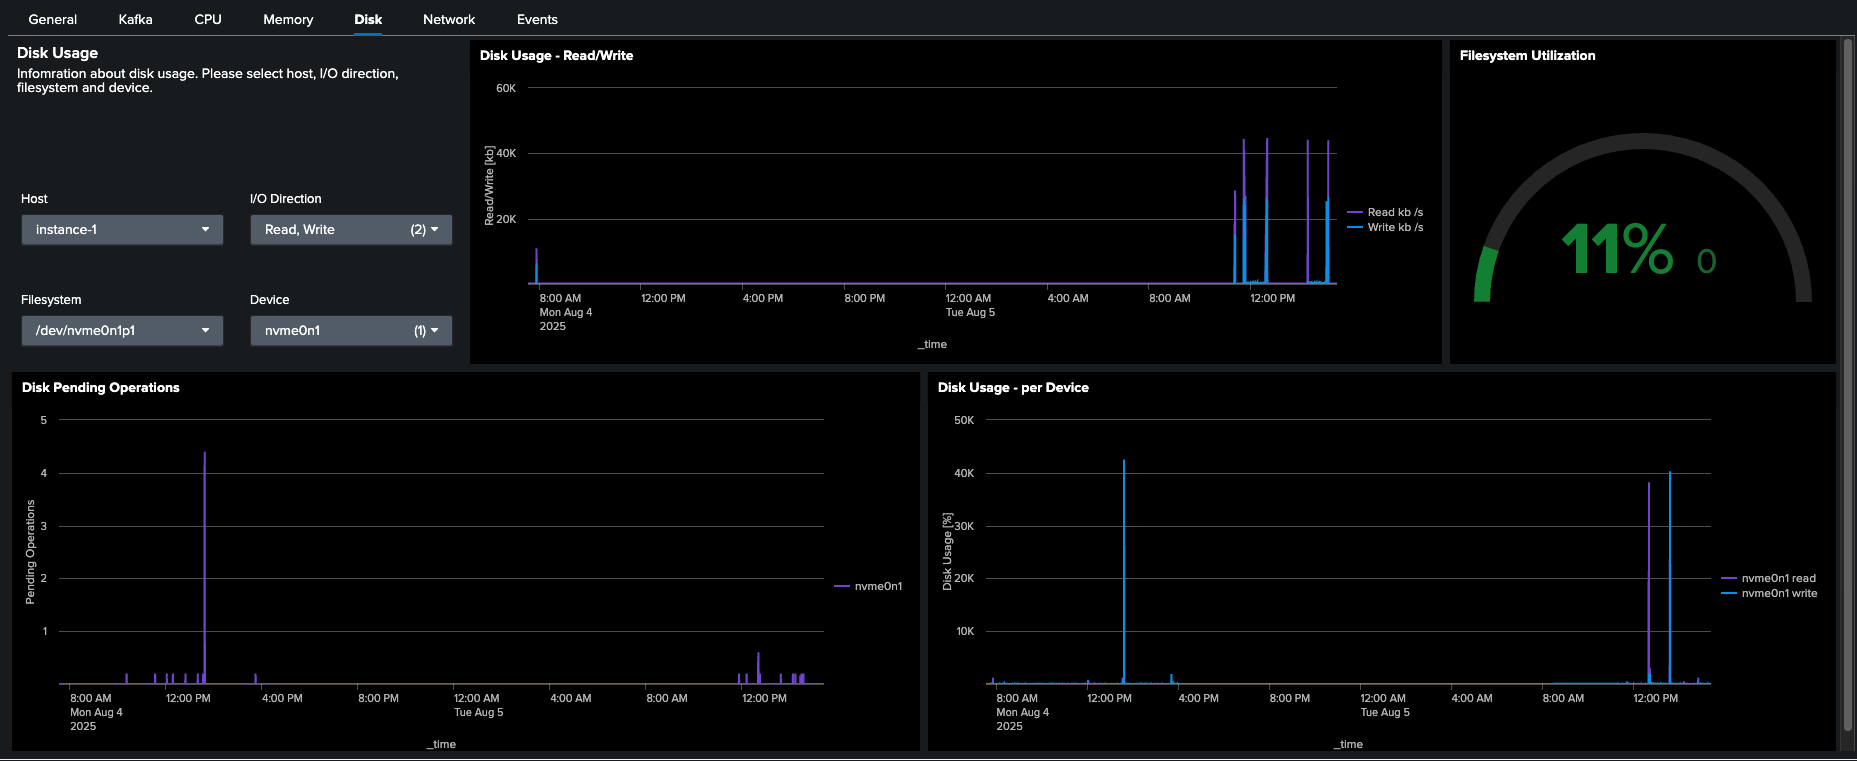 General Kafka CPU Memory Disk Network Events
Disk Usage
Infomration about disk usage. Please select host, I/O direction,
filesystem and device.
Host
instance-1
I/O Direction
Read, Write (2)
Filesystem
/dev/nvme0n1p1
Device
nvme0n1 (1)
Disk Usage - Read/Write
60K
40K
20K
Read/Write [kb]
8:00 AM 12:00 PM 4:00 PM 8:00 PM 12:00 AM 4:00 AM 8:00 AM 12:00 PM
Mon Aug 4 Tue Aug 5
2025
_time
Read kb /s
Write kb /s
Filesystem Utilization
11% 0
Disk Pending Operations
5
4
3
2
1
Pending Operations
8:00 AM 12:00 PM 4:00 PM 8:00 PM 12:00 AM 4:00 AM 8:00 AM 12:00 PM
Mon Aug 4 Tue Aug 5
2025
_time
nvme0n1
Disk Usage - per Device
50K
40K
30K
20K
10K
Disk Usage [%]
8:00 AM 12:00 PM 4:00 PM 8:00 PM 12:00 AM 4:00 AM 8:00 AM 12:00 PM
Mon Aug 4 Tue Aug 5
2025
_time
nvme0n1 read
nvme0n1 write